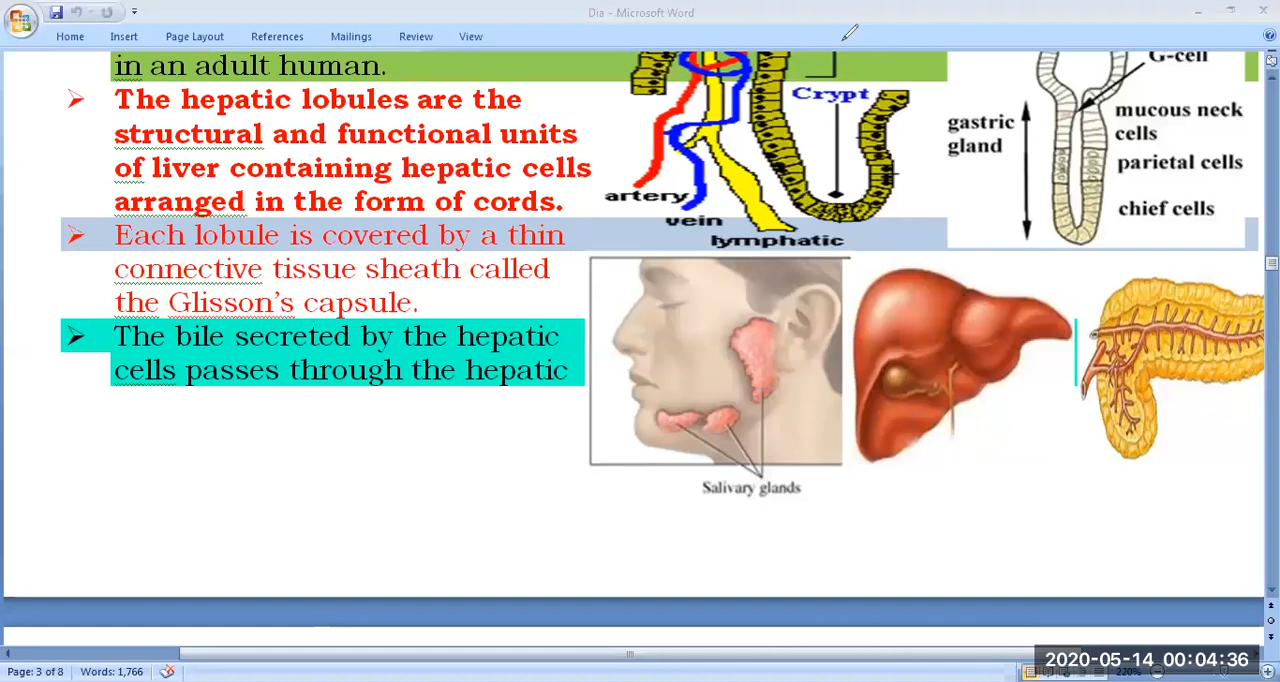 Dia - Microsoft Word
Home Insert Page Layout References Mailings Review View
in an adult human.
The hepatic lobules are the
structural and functional units
of liver containing hepatic cells
arranged in the form of cords.
Each lobule is covered by a thin
connective tissue sheath called
the Glisson's capsule.
The bile secreted by the hepatic
cells passes through the hepatic
Crypt
artery
vein
lymphatic
G-cell
gastric
gland
mucous neck
cells
parietal cells
chief cells
Salivary glands
Page: 3 of 8 Words: 1,766
2020-05-14 00:04:36
220%